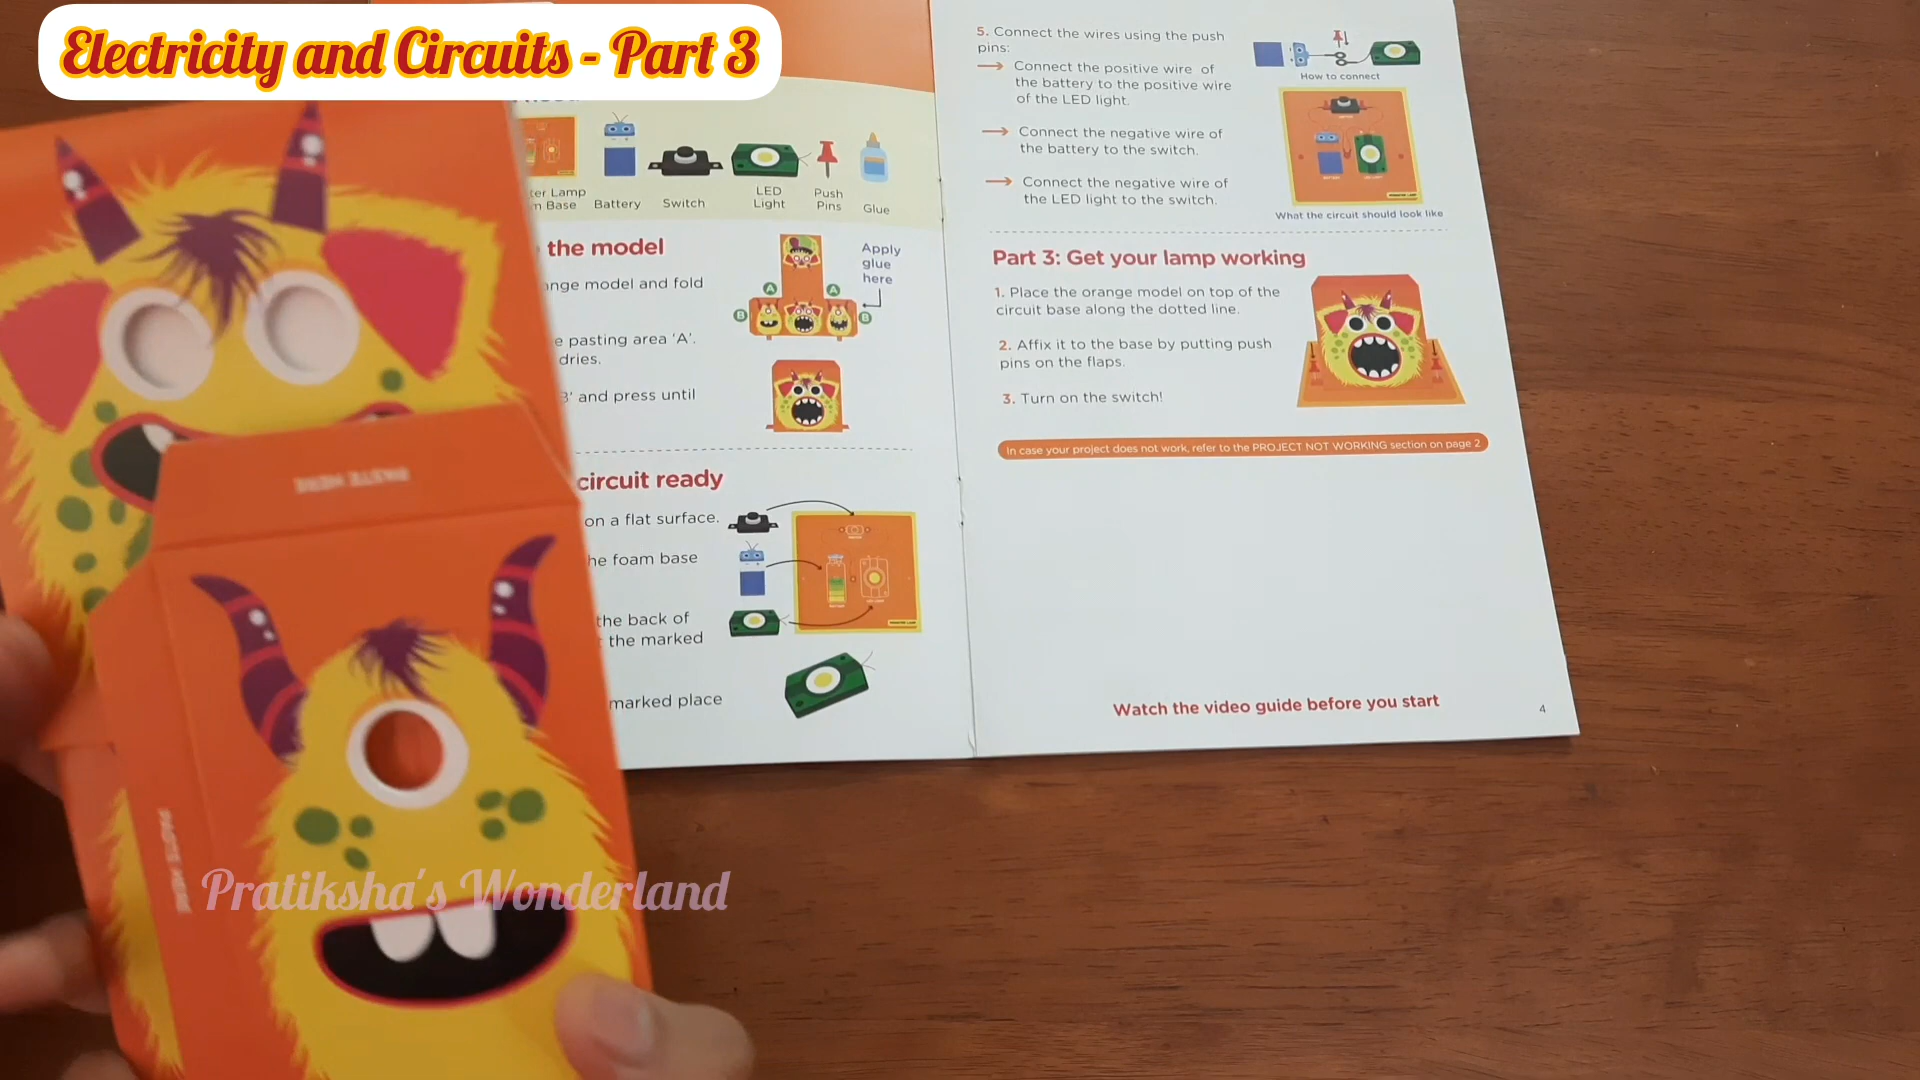 Electricity and Circuits - Part 3
Lamp
Base
Battery
Switch
LED
Light
Push
Pins
Glue
the model
model and fold
Apply
glue
here
A
A
B
B
pasting area 'A'.
dries.
and press until
circuit ready
on a flat surface.
foam base
the back of
the marked
marked place
5. Connect the wires using the push
pins:
Connect the positive wire of
the battery to the positive wire
of the LED light.
Connect the negative wire of
the battery to the switch.
Connect the negative wire of
the LED light to the switch.
How to connect
What the circuit should look like
Part 3: Get your lamp working
1. Place the orange model on top of the
circuit base along the dotted line.
2. Affix it to the base by putting push
pins on the flaps.
3. Turn on the switch!
In case your project does not work, refer to the PROJECT NOT WORKING section on page 2
Watch the video guide before you start
4
PASTE HERE
PASTE HERE
Pratiksha's Wonderland